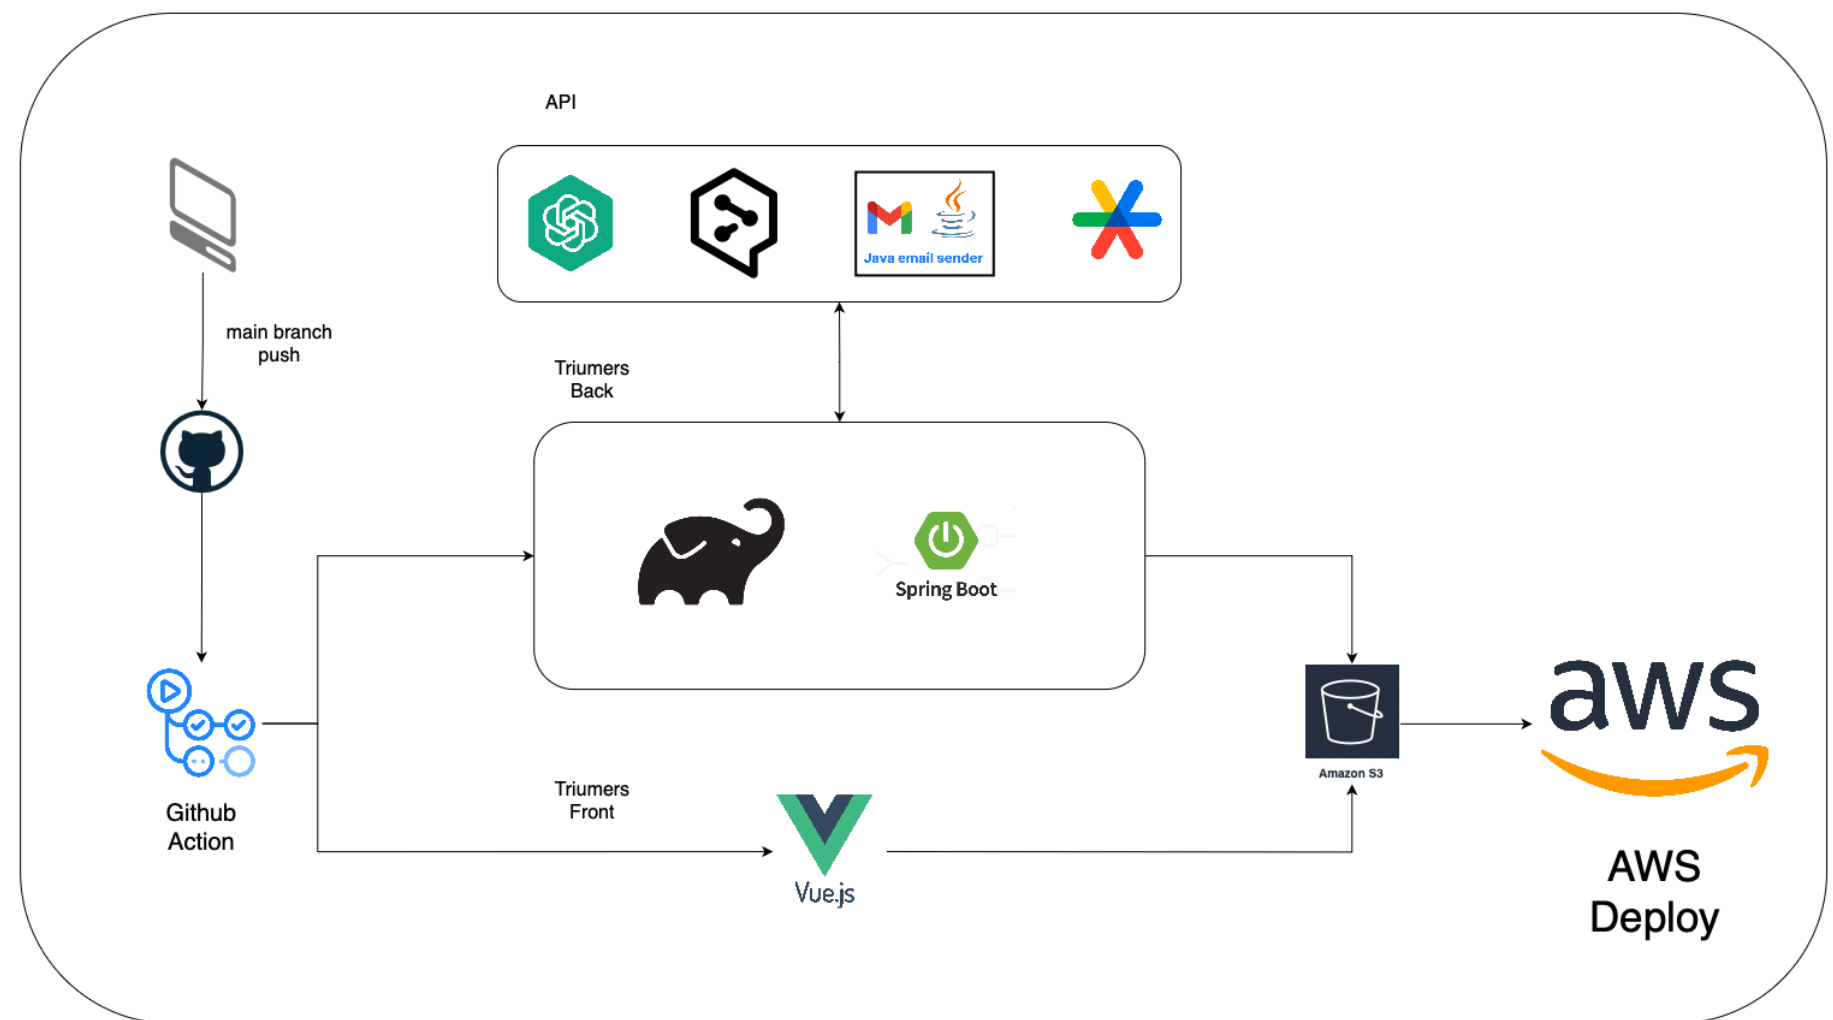 API
Java email sender
main branch
push
Triumers
Back
Spring Boot
aws
Amazon S3
Triumers
Front
Github
Action
Vue.js
AWS
Deploy